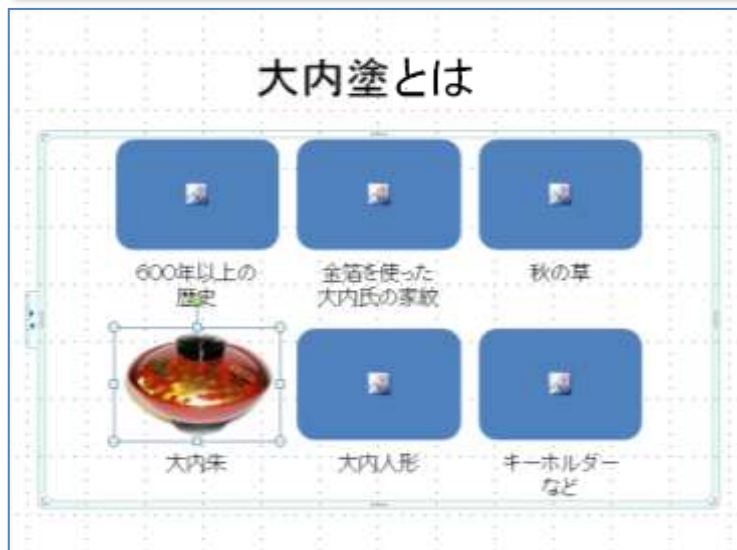 大内塗とは
600年以上の
歴史
金箔を使った
大内氏の家紋
秋の草
大内朱
大内人形
キーホルダー
など